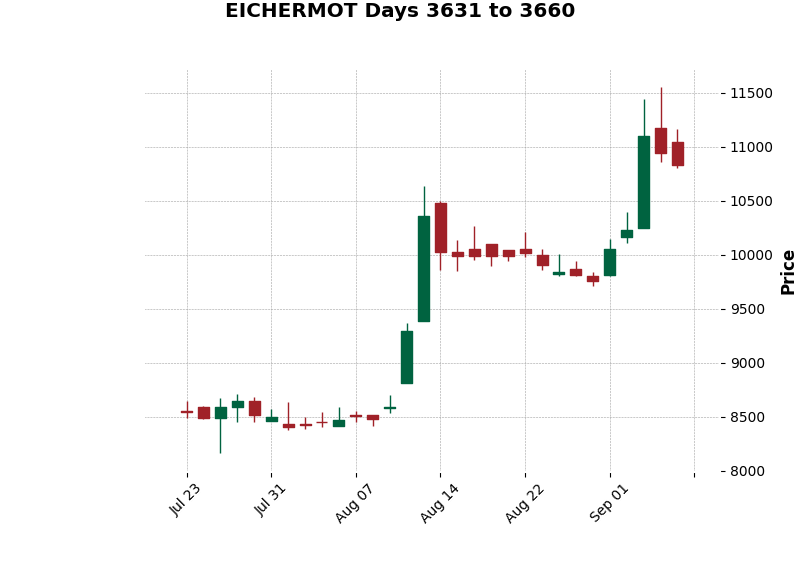 EICHERMOT Days 3631 to 3660
11500
11000
10500
10000
9500
9000
8500
8000
Price
Jul 23
Jul 31
Aug 07
Aug 14
Aug 22
Sep 01